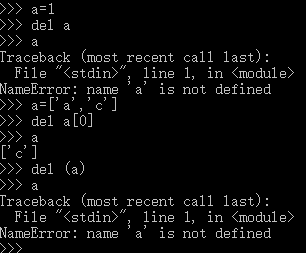 >>> a=1
>>> del a
>>> a
Traceback (most recent call last):
  File "<stdin>", line 1, in <module>
NameError: name 'a' is not defined
>>> a=['a','c']
>>> del a[0]
>>> a
['c']
>>> del (a)
>>> a
Traceback (most recent call last):
  File "<stdin>", line 1, in <module>
NameError: name 'a' is not defined
>>>